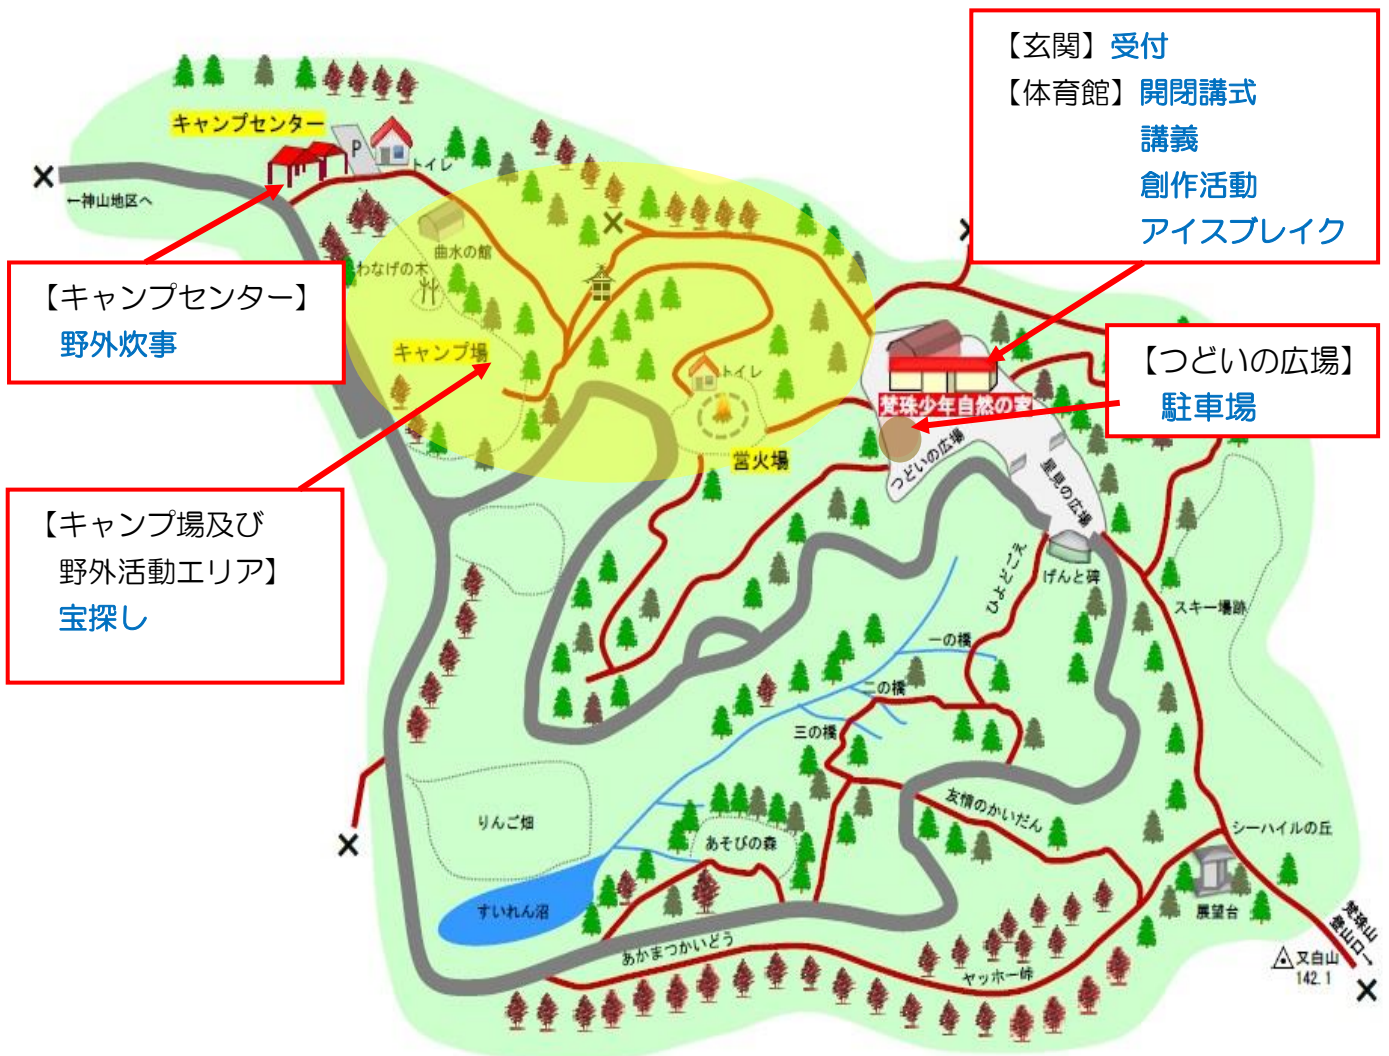 【玄関】受付
【体育館】開閉講式
講義
創作活動
アイスブレイク
キャンプセンター
P
トイレ
←神山地区へ
曲水の館
わなげの木
【キャンプセンター】
野外炊事
キャンプ場
トイレ
営火場
梵珠少年自然の家
【つどいの広場】
駐車場
つどいの広場
星見の広場
【キャンプ場及び
野外活動エリア】
宝探し
げんと碑
ひよどごえ
スキー場跡
一の橋
二の橋
三の橋
友情のかいだん
りんご畑
あそびの森
シーハイルの丘
すいれん沼
展望台
あかまつかいどう
ヤッホー峠
梵珠山
登山口→
又白山
142.1